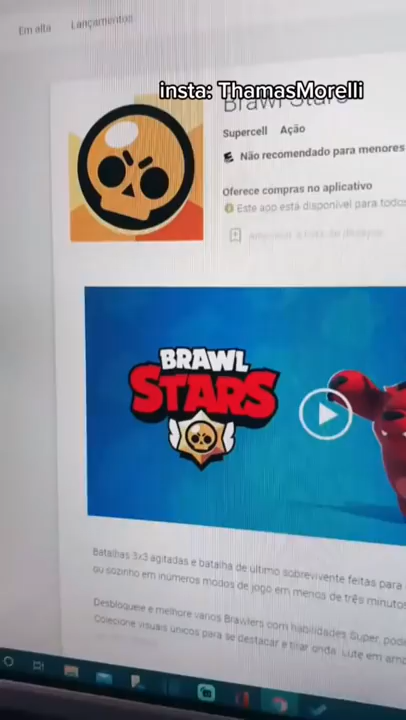 Em alta Lançamentos
insta: ThamasMorelli
Brawl Stars
Supercell Ação
Não recomendado para menores
Oferece compras no aplicativo
Este app está disponível para todos
BRAWL
STARS
Batalhas 3x3 agitadas e batalha de último sobrevivente feitas para
ou sozinho em inúmeros modos de jogo em menos de três minutos
Desbloqueie e melhore vários Brawlers com habilidades Super, pode
Colecione visuais únicos para se destacar e tirar onda. Lute em